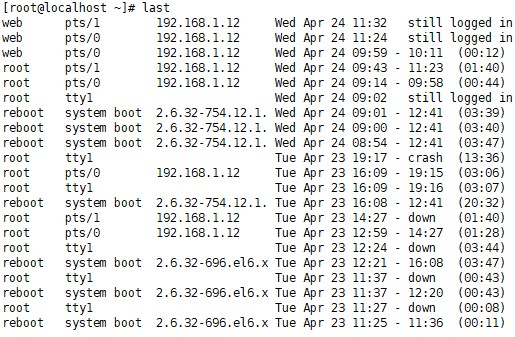 [root@localhost ~]# last
web      pts/1        192.168.1.12     Wed Apr 24 11:32   still logged in
web      pts/0        192.168.1.12     Wed Apr 24 11:24   still logged in
web      pts/0        192.168.1.12     Wed Apr 24 09:59 - 10:11  (00:12)
root     pts/1        192.168.1.12     Wed Apr 24 09:43 - 11:23  (01:40)
root     pts/0        192.168.1.12     Wed Apr 24 09:14 - 09:58  (00:44)
root     tty1                          Wed Apr 24 09:02   still logged in
reboot   system boot  2.6.32-754.12.1. Wed Apr 24 09:01 - 12:41  (03:39)
reboot   system boot  2.6.32-754.12.1. Wed Apr 24 09:00 - 12:41  (03:40)
reboot   system boot  2.6.32-754.12.1. Wed Apr 24 08:54 - 12:41  (03:47)
root     tty1                          Tue Apr 23 19:17 - crash  (13:36)
root     pts/0        192.168.1.12     Tue Apr 23 16:09 - 19:15  (03:06)
root     tty1                          Tue Apr 23 16:09 - 19:16  (03:07)
reboot   system boot  2.6.32-754.12.1. Tue Apr 23 16:08 - 12:41  (20:32)
root     pts/1        192.168.1.12     Tue Apr 23 14:27 - down   (01:40)
root     pts/0        192.168.1.12     Tue Apr 23 12:59 - 14:27  (01:28)
root     tty1                          Tue Apr 23 12:24 - down   (03:44)
reboot   system boot  2.6.32-696.el6.x Tue Apr 23 12:21 - 16:08  (03:47)
root     tty1                          Tue Apr 23 11:37 - down   (00:43)
reboot   system boot  2.6.32-696.el6.x Tue Apr 23 11:37 - 12:20  (00:43)
root     tty1                          Tue Apr 23 11:27 - down   (00:08)
reboot   system boot  2.6.32-696.el6.x Tue Apr 23 11:25 - 11:36  (00:11)